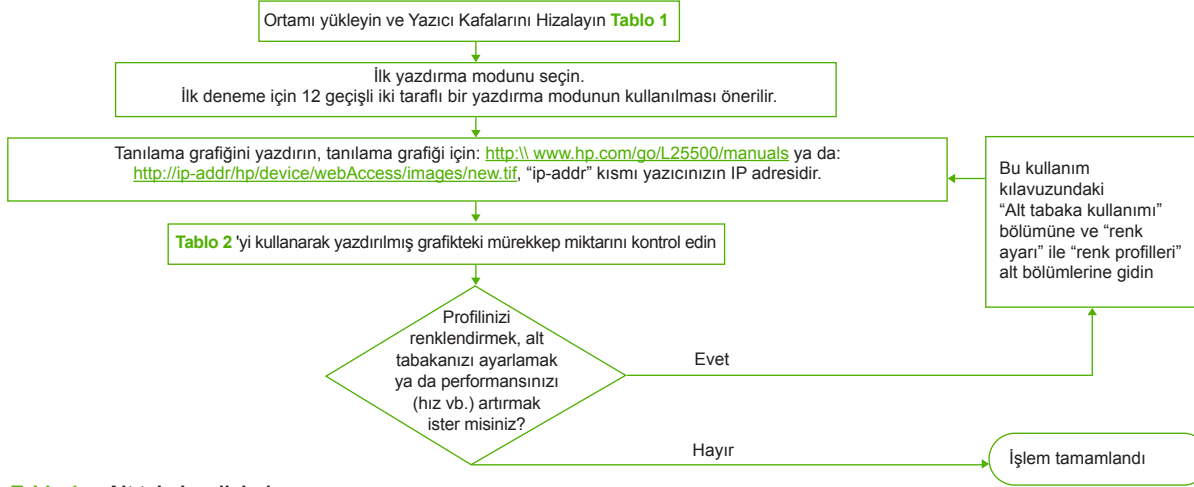 Ortamı yükleyin ve Yazıcı Kafalarını Hizalayın Tablo 1
İlk yazdırma modunu seçin.
İlk deneme için 12 geçişli iki taraflı bir yazdırma modunun kullanılması önerilir.
Tanılama grafiğini yazdırın, tanılama grafiği için: http:\\ www.hp.com/go/L25500/manuals ya da:
http://ip-addr/hp/device/webAccess/images/new.tif, “ip-addr” kısmı yazıcınızın IP adresidir.
Bu kullanım
kılavuzundaki
“Alt tabaka kullanımı”
bölümüne ve “renk
ayarı” ile “renk profilleri”
alt bölümlerine gidin
Tablo 2 'yi kullanarak yazdırılmış grafikteki mürekkep miktarını kontrol edin
Profilinizi
renklendirmek, alt
tabakanızı ayarlamak
ya da performansınızı
(hız vb.) artırmak
ister misiniz?
Evet
Hayır
İşlem tamamlandı